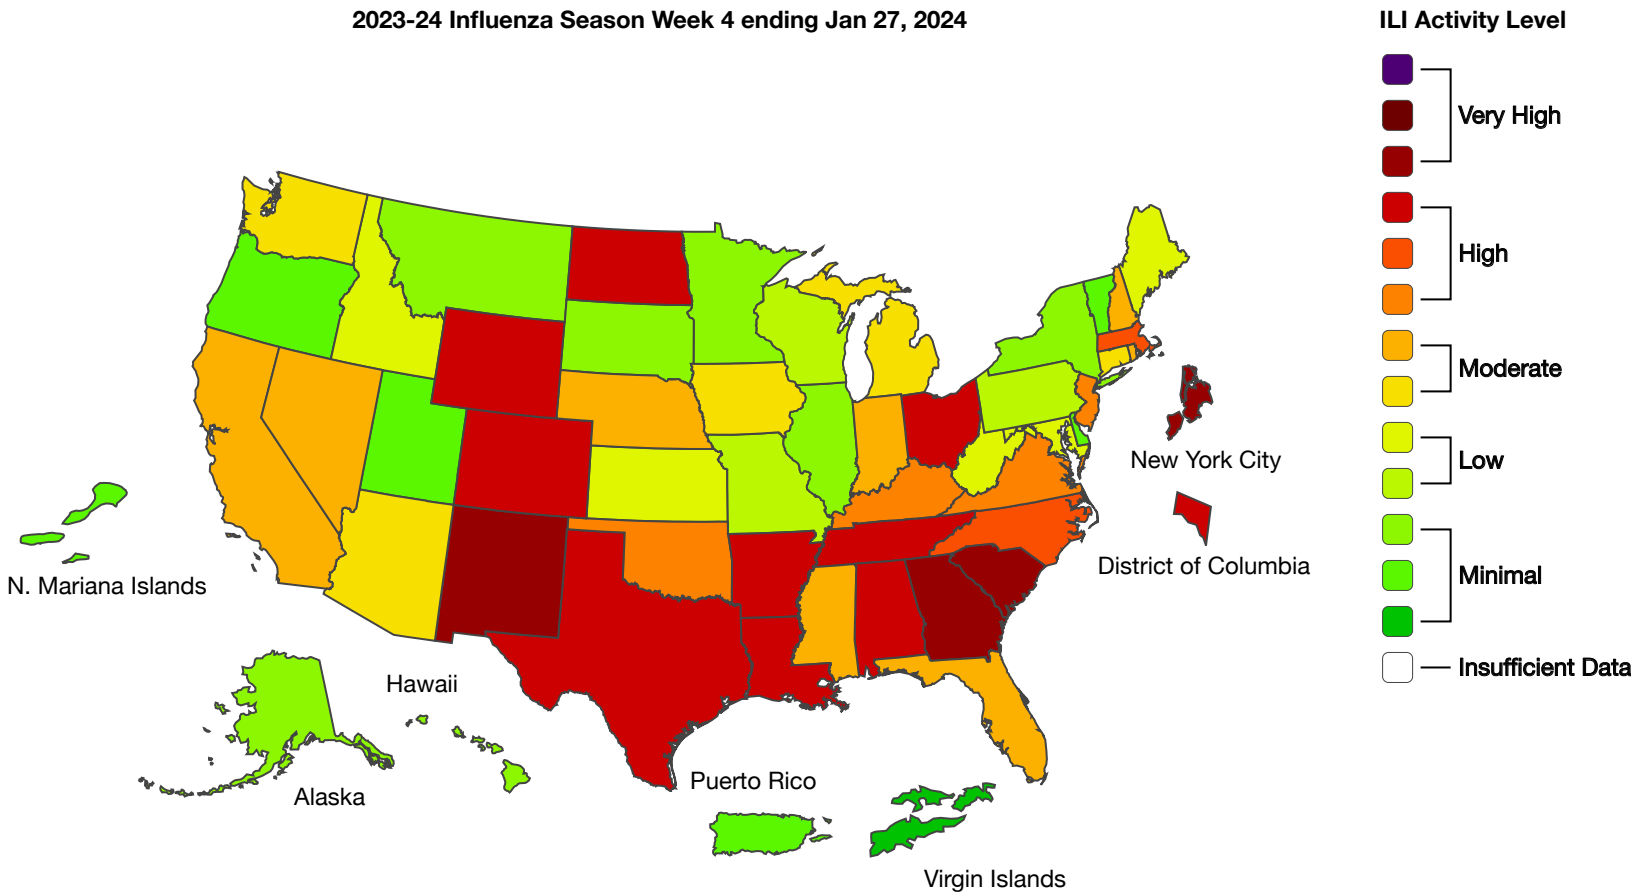 2023-24 Influenza Season Week 4 ending Jan 27, 2024
ILI Activity Level
Very High
High
Moderate
Low
Minimal
Insufficient Data
New York City
District of Columbia
N. Mariana Islands
Hawaii
Alaska
Puerto Rico
Virgin Islands